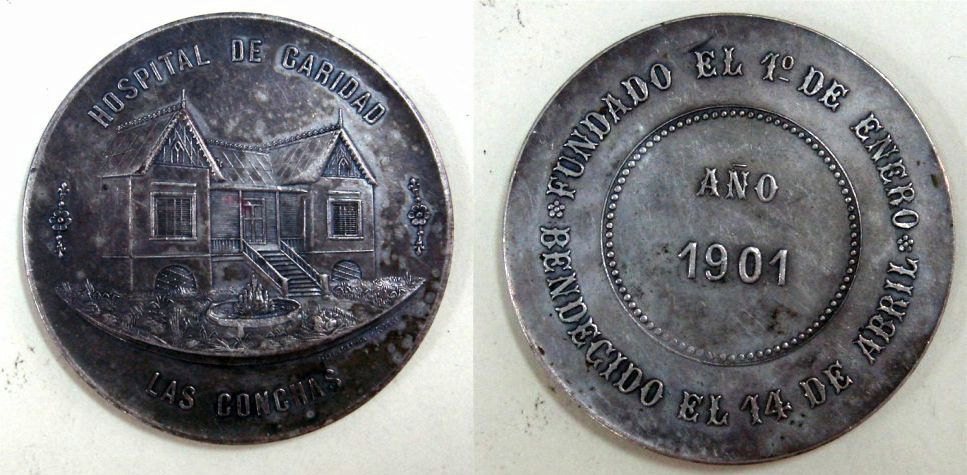 HOSPITAL DE CARIDAD
LAS CONCHAS
FUNDADO EL 1º DE ENERO
BENDECIDO EL 14 DE ABRIL
AÑO
1901